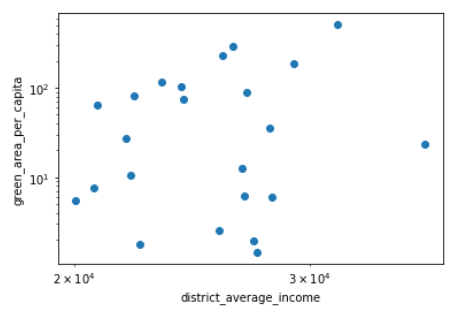 green_area_per_capita
10²
10¹
2 × 10⁴
3 × 10⁴
district_average_income